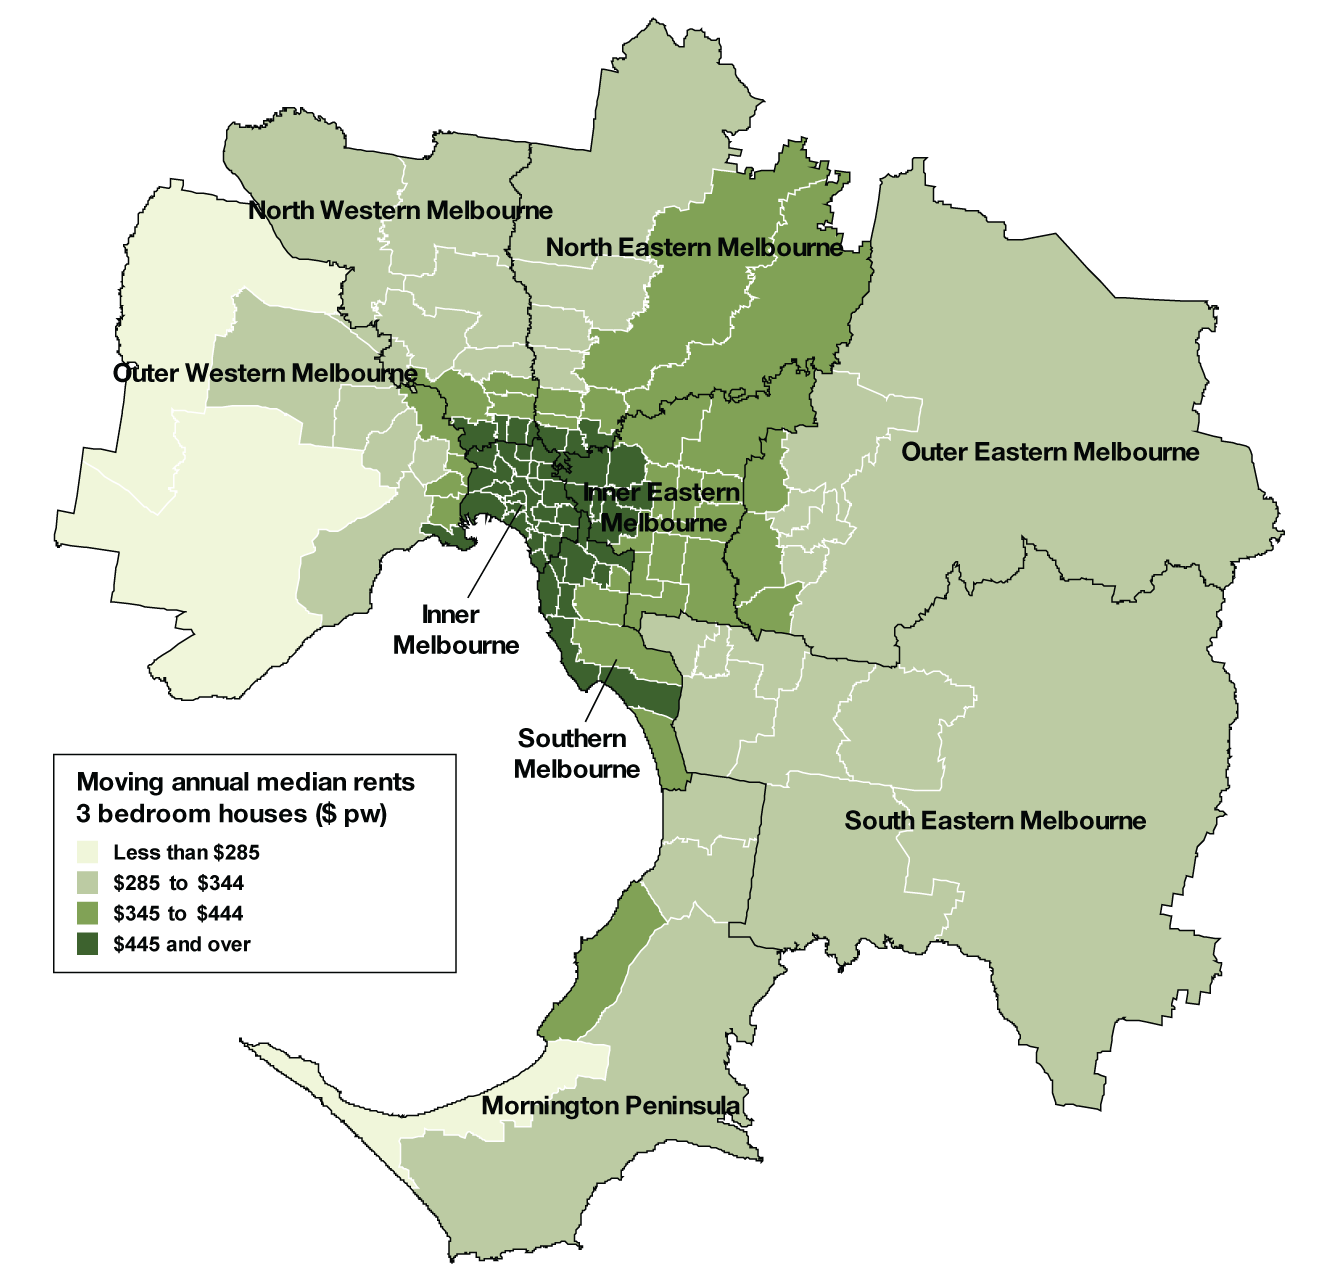 North Western Melbourne
North Eastern Melbourne
Outer Western Melbourne
Outer Eastern Melbourne
Inner Eastern
Melbourne
Inner
Melbourne
Southern
Melbourne
Moving annual median rents
3 bedroom houses ($ pw)
Less than $285
$285 to $344
$345 to $444
$445 and over
South Eastern Melbourne
Mornington Peninsula